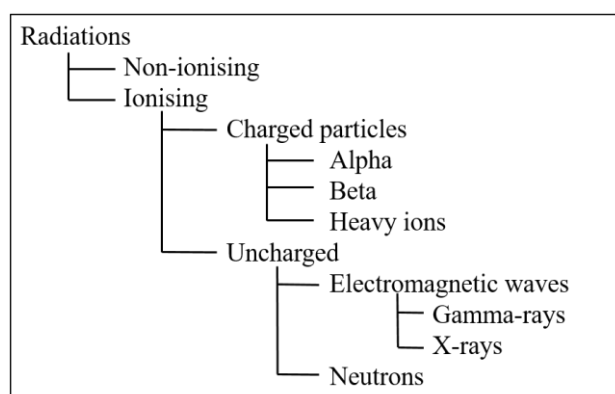 Radiations
Non-ionising
Ionising
Charged particles
Alpha
Beta
Heavy ions
Uncharged
Electromagnetic waves
Gamma-rays
X-rays
Neutrons